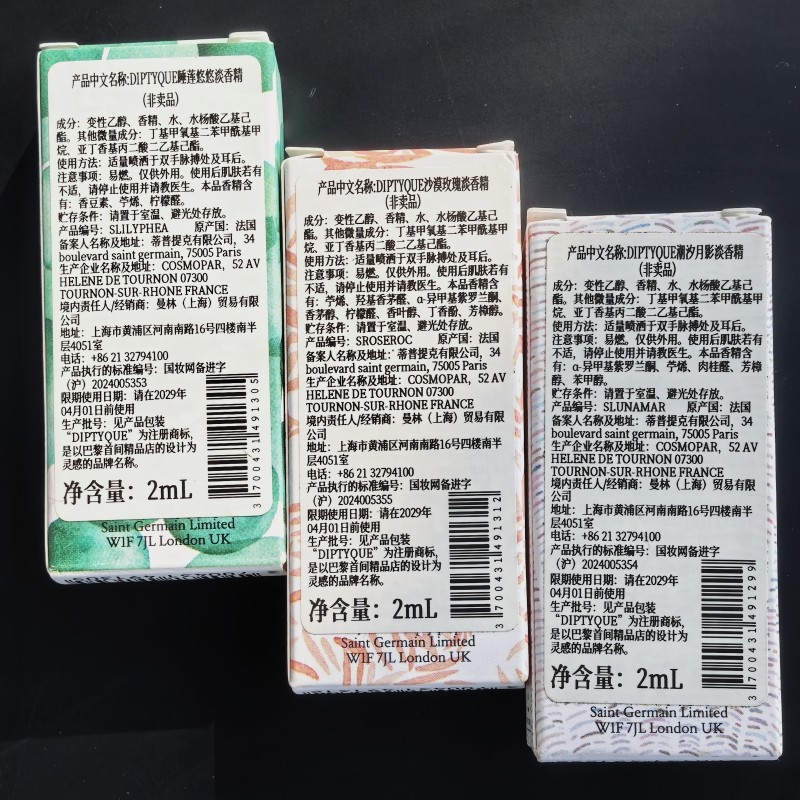 产品中文名称:DIPTYQUE睡莲悠悠淡香精
（非卖品）
成分：变性乙醇、香精、水、水杨酸乙基己
酯。其他微量成分：丁基甲氧基二苯甲酰基甲
烷、亚丁香基丙二酸二乙基己酯。
使用方法：适量喷洒于双手脉搏处及耳后。
注意事项：易燃。仅供外用。使用后肌肤若有
不适，请停止使用并请教医生。本品香精含
有：香豆素、苧烯、柠檬醛。
贮存条件：请置于室温、避光处存放。
产品编号：SLILYPHEA 原产国：法国
备案人名称及地址：蒂普提克有限公司，34
boulevard saint germain, 75005 Paris
生产企业名称及地址：COSMOPAR, 52 AV
HELENE DE TOURNON 07300
TOURNON-SUR-RHONE FRANCE
境内责任人/经销商：曼林（上海）贸易有限
公司
地址：上海市黄浦区河南南路16号四楼南半
层4051室
电话：+86 21 32794100
产品执行的标准编号：国妆网备进字
（沪）2024005353
限期使用日期：请在2029年
04月01日前使用
生产批号：见产品包装
“DIPTYQUE”为注册商标，
是以巴黎首间精品店的设计为
灵感的品牌名称。
净含量：2mL
3 700431 491305
Saint Germain Limited
W1F 7JL London UK
产品中文名称:DIPTYQUE沙漠玫瑰淡香精
（非卖品）
成分：变性乙醇、香精、水、水杨酸乙基己
酯。其他微量成分：丁基甲氧基二苯甲酰基甲
烷、亚丁香基丙二酸二乙基己酯。
使用方法：适量喷洒于双手脉搏处及耳后。
注意事项：易燃。仅供外用。使用后肌肤若有
不适，请停止使用并请教医生。本品香精含
有：苧烯、羟基香茅醛、α-异甲基紫罗兰酮、
香茅醇、柠檬醛、香叶醇、丁香酚、芳樟醇。
贮存条件：请置于室温、避光处存放。
产品编号：SROSEROC 原产国：法国
备案人名称及地址：蒂普提克有限公司，34
boulevard saint germain, 75005 Paris
生产企业名称及地址：COSMOPAR, 52 AV
HELENE DE TOURNON 07300
TOURNON-SUR-RHONE FRANCE
境内责任人/经销商：曼林（上海）贸易有限
公司
地址：上海市黄浦区河南南路16号四楼南半
层4051室
电话：+86 21 32794100
产品执行的标准编号：国妆网备进字
（沪）2024005355
限期使用日期：请在2029年
04月01日前使用
生产批号：见产品包装
“DIPTYQUE”为注册商标，
是以巴黎首间精品店的设计为
灵感的品牌名称。
净含量：2mL
3 700431 491312
Saint Germain Limited
W1F 7JL London UK
产品中文名称:DIPTYQUE潮汐月影淡香精
（非卖品）
成分：变性乙醇、香精、水、水杨酸乙基己
酯。其他微量成分：丁基甲氧基二苯甲酰基甲
烷、亚丁香基丙二酸二乙基己酯。
使用方法：适量喷洒于双手脉搏处及耳后。
注意事项：易燃。仅供外用。使用后肌肤若有
不适，请停止使用并请教医生。本品香精含
有：α-异甲基紫罗兰酮、苧烯、肉桂醛、芳樟
醇、苯甲醇。
贮存条件：请置于室温、避光处存放。
产品编号：SLUNAMAR 原产国：法国
备案人名称及地址：蒂普提克有限公司，34
boulevard saint germain, 75005 Paris
生产企业名称及地址：COSMOPAR, 52 AV
HELENE DE TOURNON 07300
TOURNON-SUR-RHONE FRANCE
境内责任人/经销商：曼林（上海）贸易有限
公司
地址：上海市黄浦区河南南路16号四楼南半
层4051室
电话：+86 21 32794100
产品执行的标准编号：国妆网备进字
（沪）2024005354
限期使用日期：请在2029年
04月01日前使用
生产批号：见产品包装
“DIPTYQUE”为注册商标，
是以巴黎首间精品店的设计为
灵感的品牌名称。
净含量：2mL
3 700431 491299
Saint Germain Limited
W1F 7JL London UK